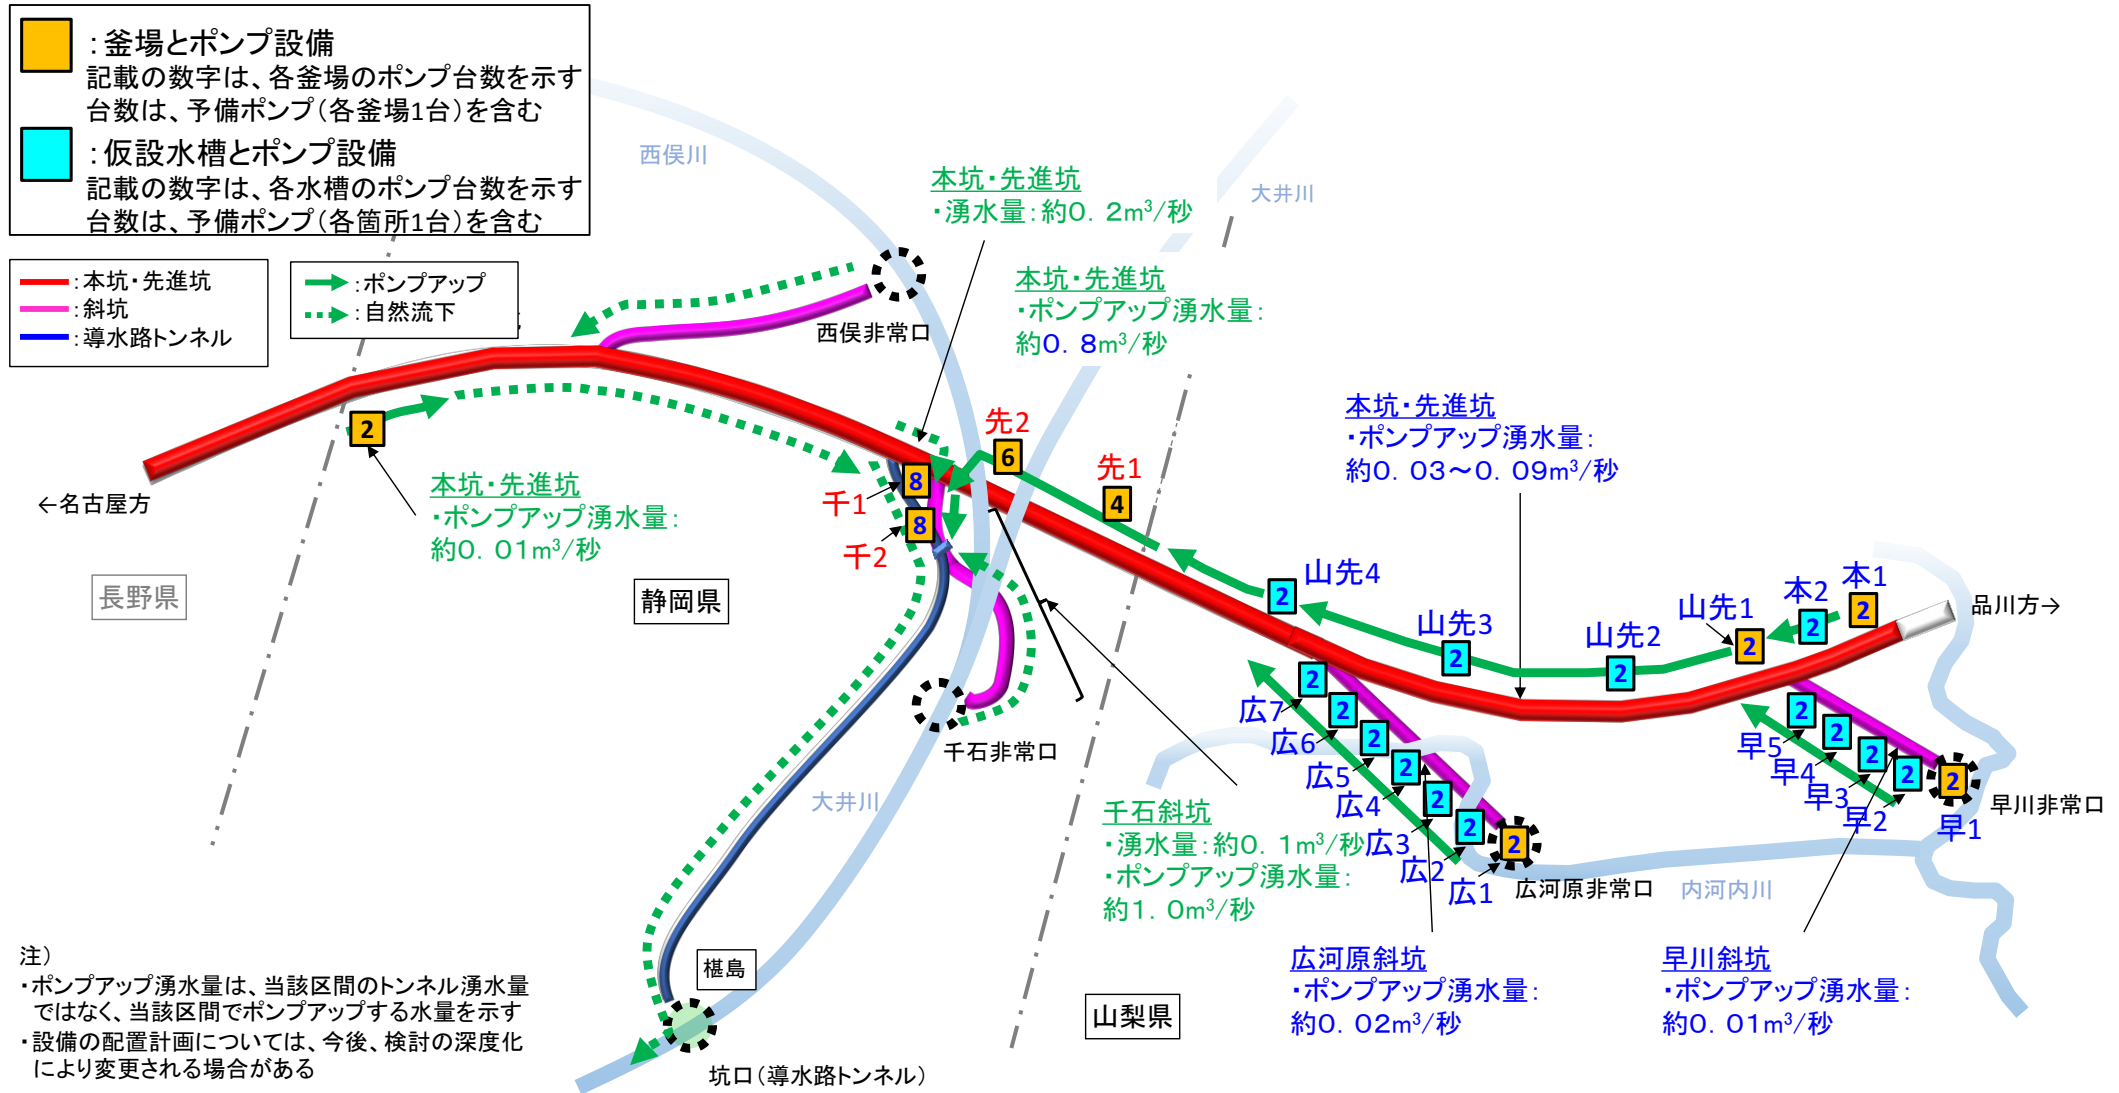 ：釜場とポンプ設備
記載の数字は、各釜場のポンプ台数を示す
台数は、予備ポンプ（各釜場1台）を含む
：仮設水槽とポンプ設備
記載の数字は、各水槽のポンプ台数を示す
台数は、予備ポンプ（各箇所1台）を含む
：本坑・先進坑
：斜坑
：導水路トンネル
：ポンプアップ
：自然流下
西俣川
大井川
本坑・先進坑
・湧水量：約０．２m³/秒
本坑・先進坑
・ポンプアップ湧水量：
約０．８m³/秒
西俣非常口
本坑・先進坑
・ポンプアップ湧水量：
約０．０３～０．０９m³/秒
2
先2
6
先1
4
8
千1
8
千2
←名古屋方
本坑・先進坑
・ポンプアップ湧水量：
約０．０１m³/秒
長野県
静岡県
山先4
2
山先3
2
山先2
2
山先1
2
本2
2
本1
2
品川方→
広7
2
広6
2
広5
2
広4
2
広3
2
広2
2
広1
2
早5
2
早4
2
早3
2
早2
2
早1
2
千石非常口
大井川
早川非常口
千石斜坑
・湧水量：約０．１m³/秒
・ポンプアップ湧水量：
約１．０m³/秒
広河原非常口
内河内川
広河原斜坑
・ポンプアップ湧水量：
約０．０２m³/秒
早川斜坑
・ポンプアップ湧水量：
約０．０１m³/秒
山梨県
椹島
坑口（導水路トンネル）
注）
・ポンプアップ湧水量は、当該区間のトンネル湧水量
ではなく、当該区間でポンプアップする水量を示す
・設備の配置計画については、今後、検討の深度化
により変更される場合がある